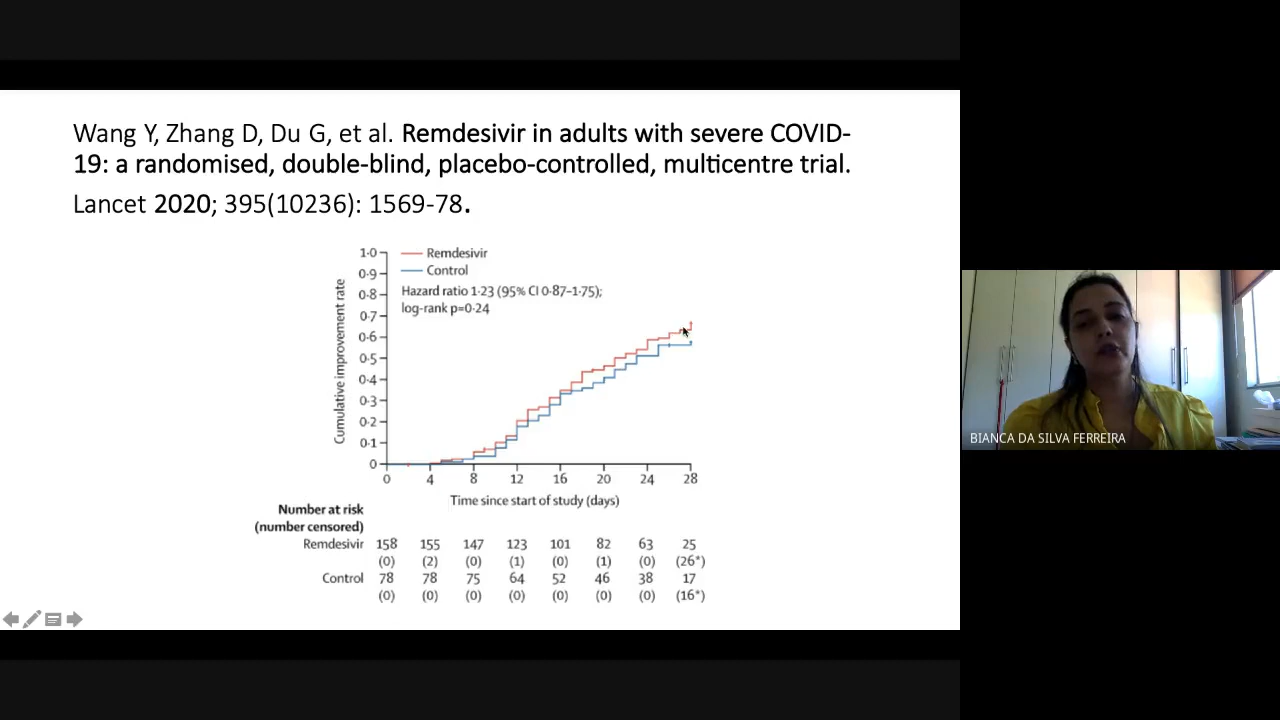 Wang Y, Zhang D, Du G, et al. Remdesivir in adults with severe COVID-
19: a randomised, double-blind, placebo-controlled, multicentre trial.
Lancet 2020; 395(10236): 1569-78.
1·0
0·9
0·8
0·7
0·6
0·5
0·4
0·3
0·2
0·1
0
Cumulative improvement rate
Remdesivir
Control
Hazard ratio 1·23 (95% CI 0·87–1·75);
log-rank p=0·24
0 4 8 12 16 20 24 28
Time since start of study (days)
Number at risk
(number censored)
Remdesivir 158 155 147 123 101 82 63 25
(0) (2) (0) (1) (0) (1) (0) (26*)
Control 78 78 75 64 52 46 38 17
(0) (0) (0) (0) (0) (0) (0) (16*)
BIANCA DA SILVA FERREIRA